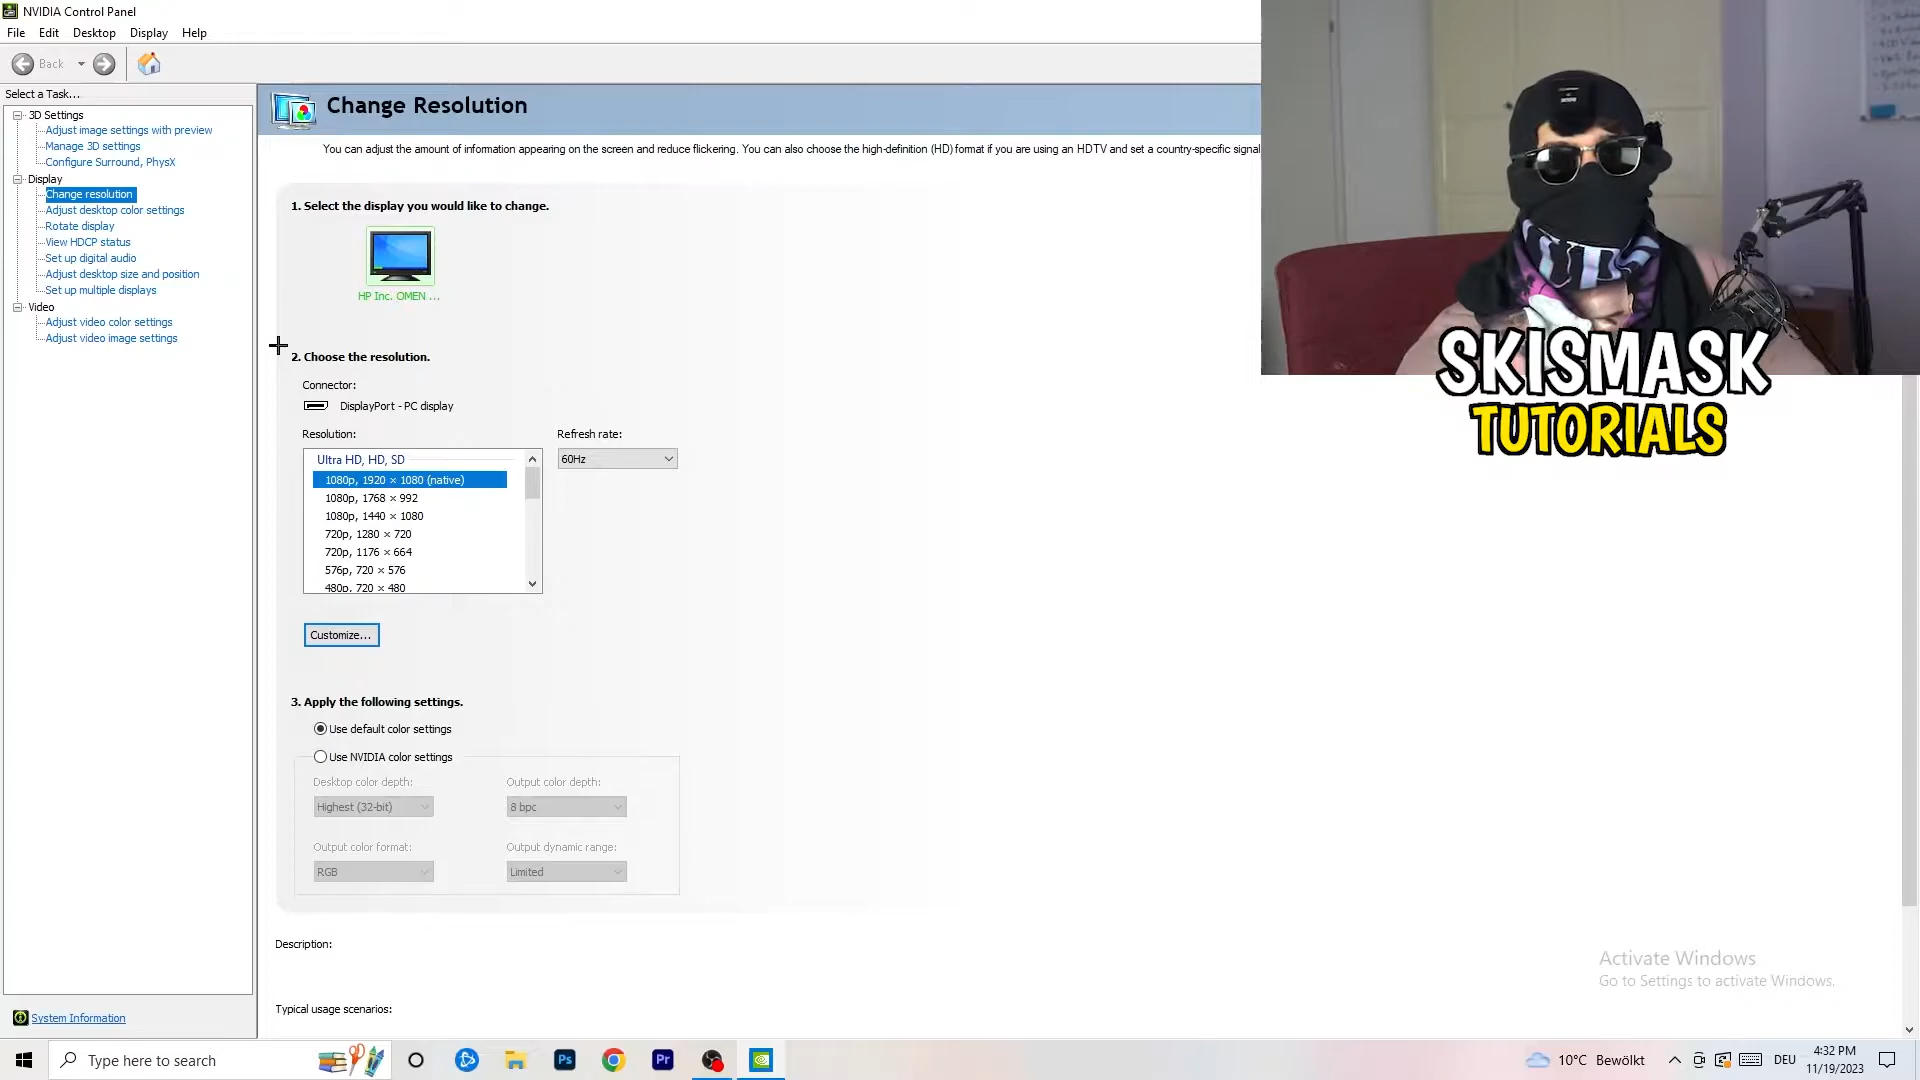 NVIDIA Control Panel
File Edit Desktop Display Help
Back
Select a Task...
3D Settings
Adjust image settings with preview
Manage 3D settings
Configure Surround, PhysX
Display
Change resolution
Adjust desktop color settings
Rotate display
View HDCP status
Set up digital audio
Adjust desktop size and position
Set up multiple displays
Video
Adjust video color settings
Adjust video image settings
System Information
Change Resolution
You can adjust the amount of information appearing on the screen and reduce flickering. You can also choose the high-definition (HD) format if you are using an HDTV and set a country-specific signal
1. Select the display you would like to change.
HP Inc. OMEN ...
2. Choose the resolution.
Connector:
DisplayPort - PC display
Resolution:
Refresh rate:
Ultra HD, HD, SD
60Hz
1080p, 1920 × 1080 (native)
1080p, 1768 × 992
1080p, 1440 × 1080
720p, 1280 × 720
720p, 1176 × 664
576p, 720 × 576
480p, 720 × 480
Customize...
3. Apply the following settings.
Use default color settings
Use NVIDIA color settings
Desktop color depth:
Output color depth:
Highest (32-bit)
8 bpc
Output color format:
Output dynamic range:
RGB
Limited
Description:
Typical usage scenarios:
SKISMASK
TUTORIALS
Activate Windows
Go to Settings to activate Windows.
Type here to search
Ps
Pr
10°C Bewölkt
DEU
4:32 PM
11/19/2023